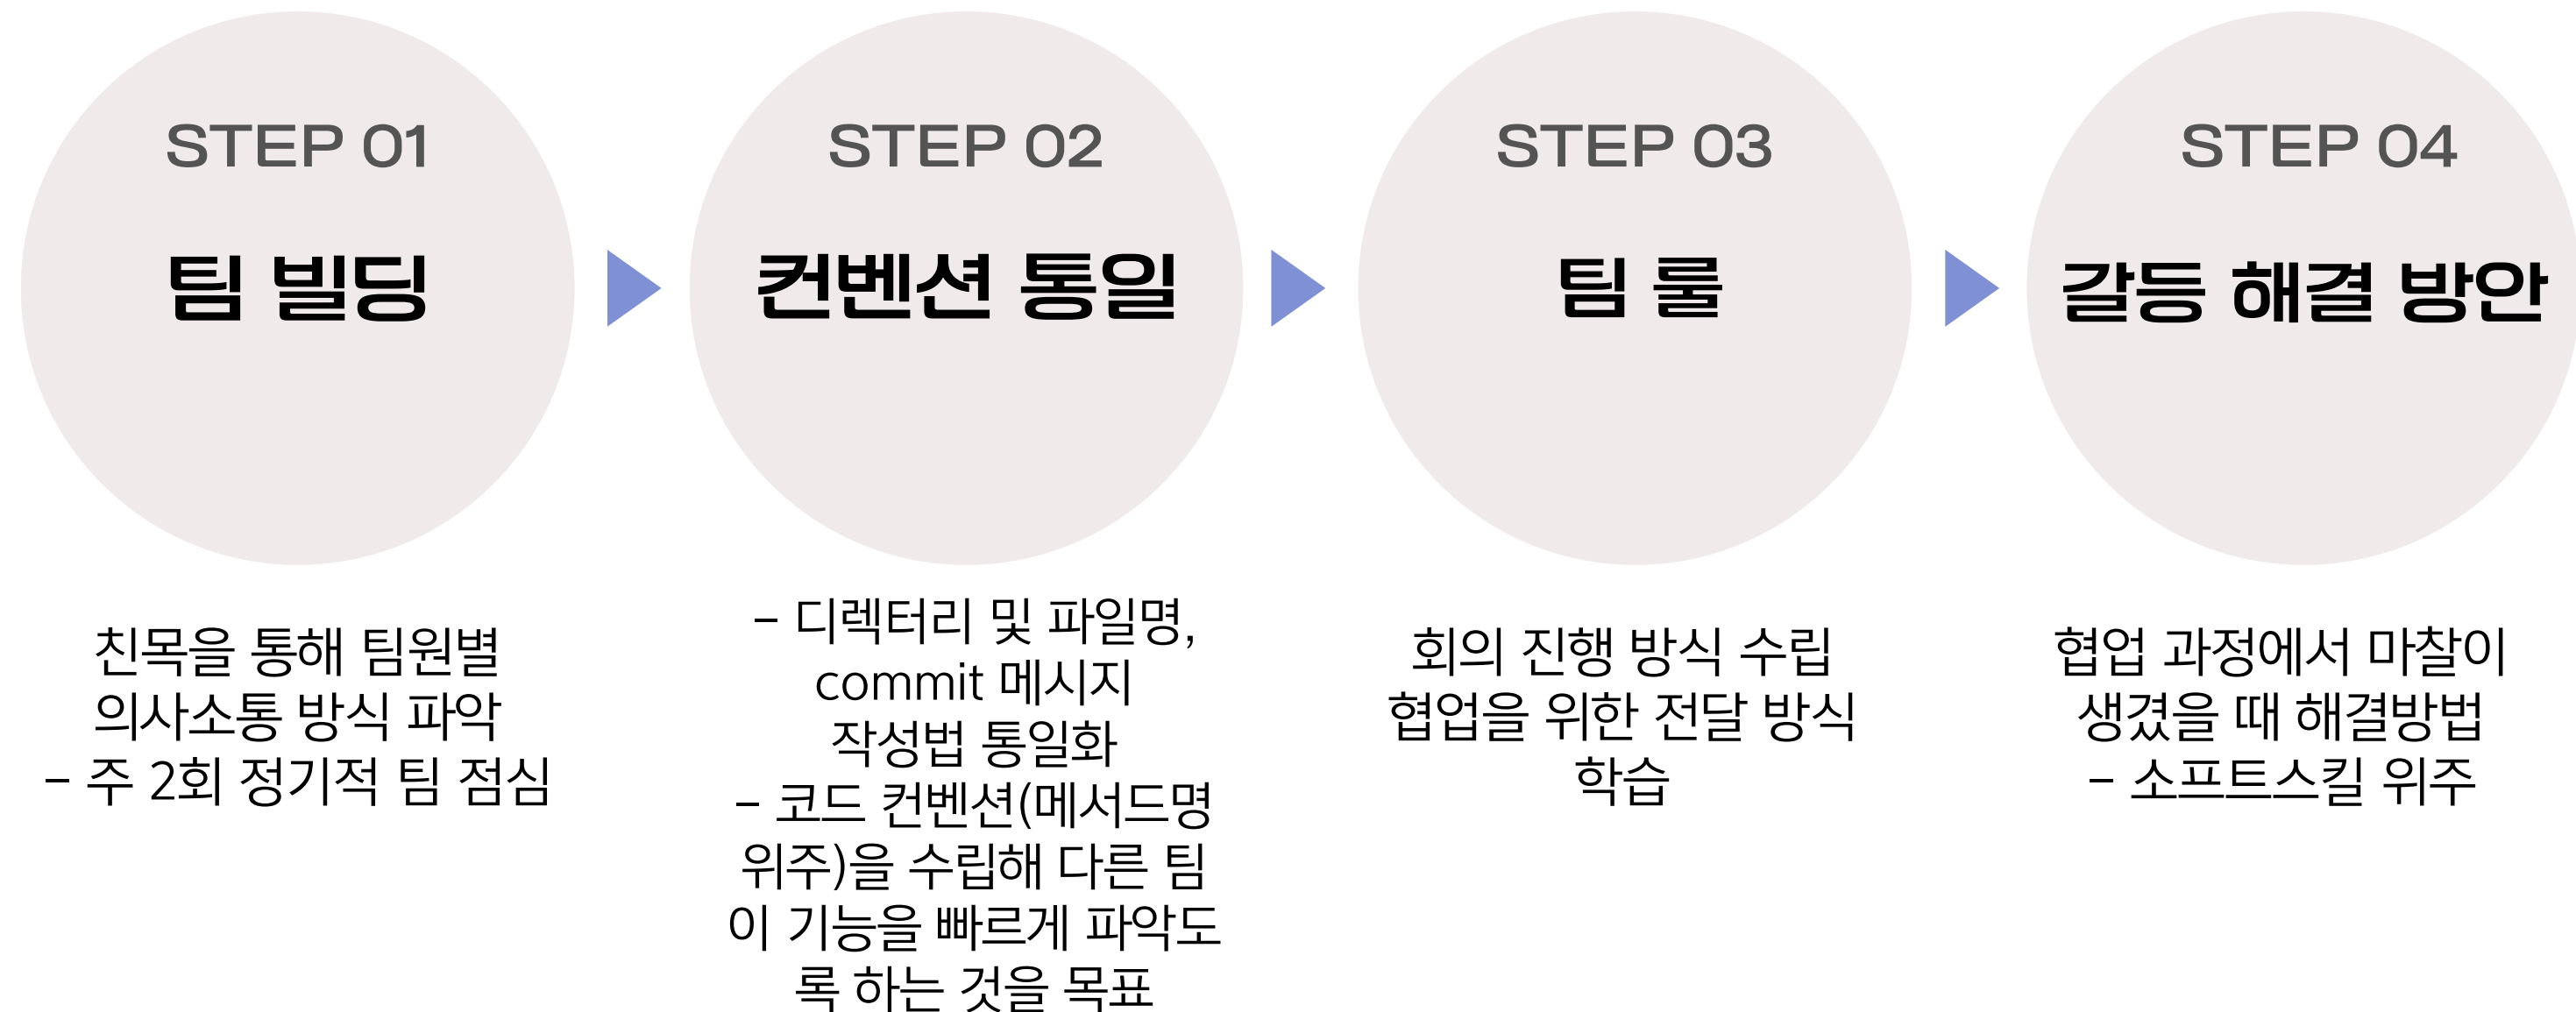 STEP 01
팀 빌딩
친목을 통해 팀원별
의사소통 방식 파악
- 주 2회 정기적 팀 점심
STEP 02
컨벤션 통일
- 디렉터리 및 파일명,
commit 메시지
작성법 통일화
- 코드 컨벤션(메서드명
위주)을 수립해 다른 팀
이 기능을 빠르게 파악도
록 하는 것을 목표
STEP 03
팀 룰
회의 진행 방식 수립
협업을 위한 전달 방식
학습
STEP 04
갈등 해결 방안
협업 과정에서 마찰이
생겼을 때 해결방법
- 소프트스킬 위주